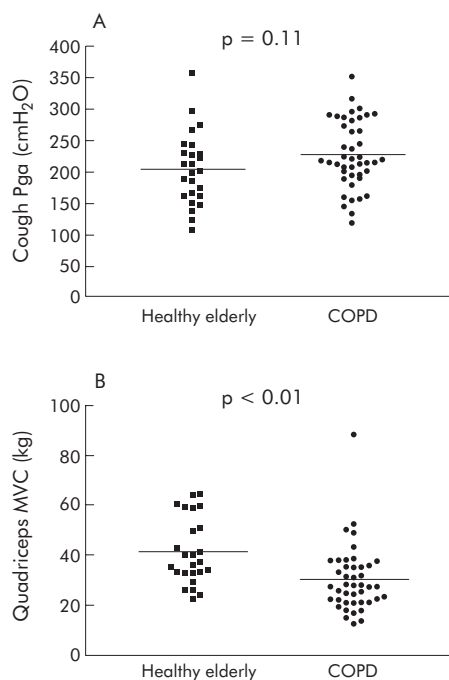 A
p = 0.11
400
350
300
250
200
150
100
50
0
Cough Pga (cmH₂O)
Healthy elderly COPD
B
p < 0.01
100
80
60
40
20
0
Quadriceps MVC (kg)
Healthy elderly COPD